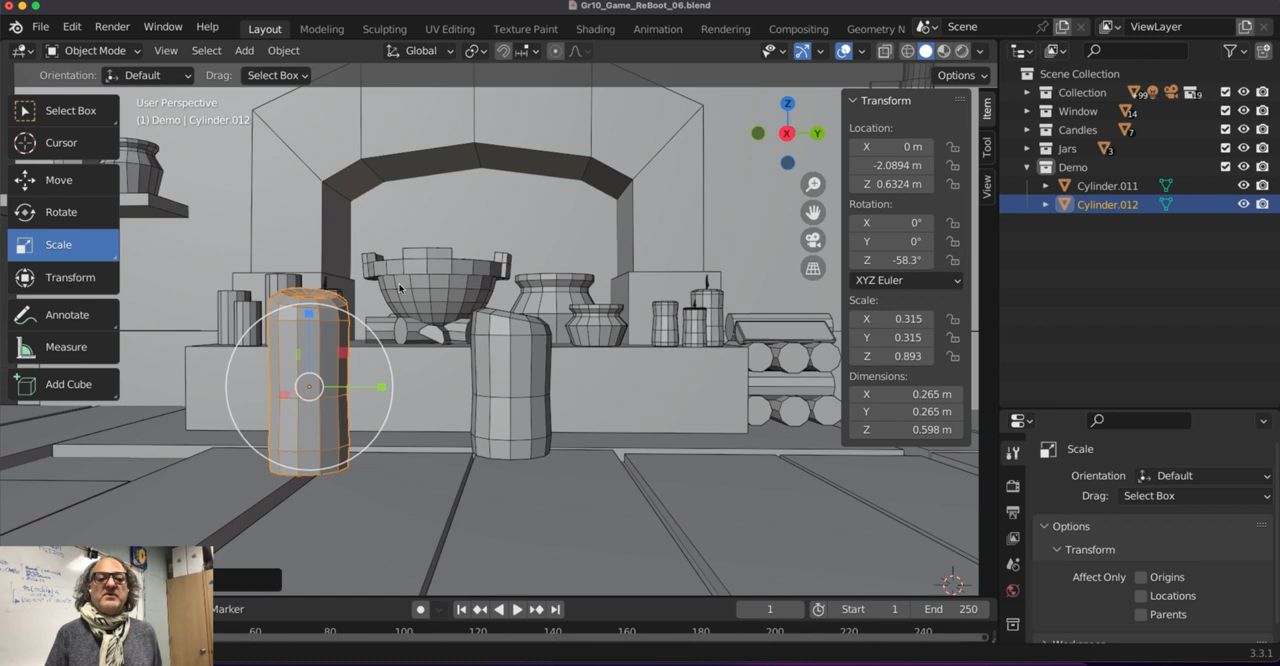 Gr10_Game_ReBoot_06.blend
File Edit Render Window Help Layout Modeling Sculpting UV Editing Texture Paint Shading Animation Rendering Compositing Geometry N Scene ViewLayer
Object Mode View Select Add Object Global
Orientation: Default Drag: Select Box Options
User Perspective
(1) Demo | Cylinder.012
Select Box
Cursor
Move
Rotate
Scale
Transform
Annotate
Measure
Add Cube
Z
X
Y
Transform
Location:
X 0 m
-2.0894 m
Z 0.6324 m
Rotation:
X 0°
Y 0°
Z -58.3°
XYZ Euler
Scale:
X 0.315
Y 0.315
Z 0.893
Dimensions:
X 0.265 m
Y 0.265 m
Z 0.598 m
Item
Tool
View
Scene Collection
Collection 99 19
Window 14
Candles 7
Jars 3
Demo
Cylinder.011
Cylinder.012
Scale
Orientation Default
Drag: Select Box
Options
Transform
Affect Only Origins
Locations
Parents
Marker 1 Start 1 End 250
60 80 100 120 140 160 180 200 220 240
3.3.1